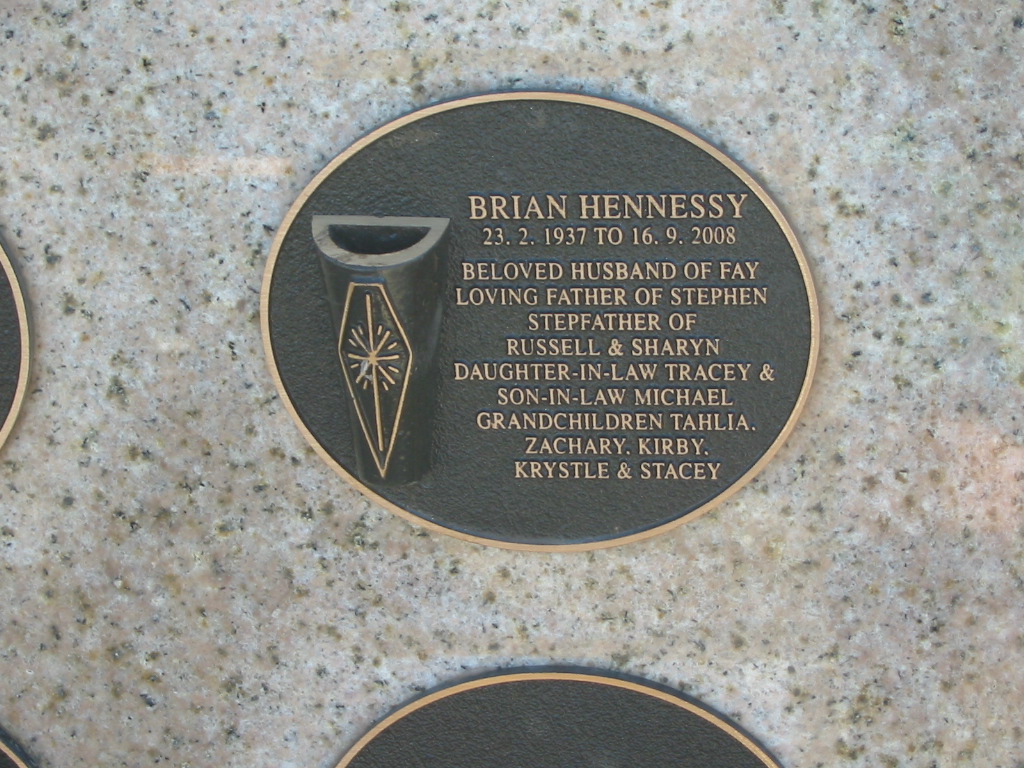 BRIAN HENNESSY
23. 2. 1937 TO 16. 9. 2008
BELOVED HUSBAND OF FAY
LOVING FATHER OF STEPHEN
STEPFATHER OF
RUSSELL & SHARYN
DAUGHTER-IN-LAW TRACEY &
SON-IN-LAW MICHAEL
GRANDCHILDREN TAHLIA,
ZACHARY, KIRBY,
KRYSTLE & STACEY